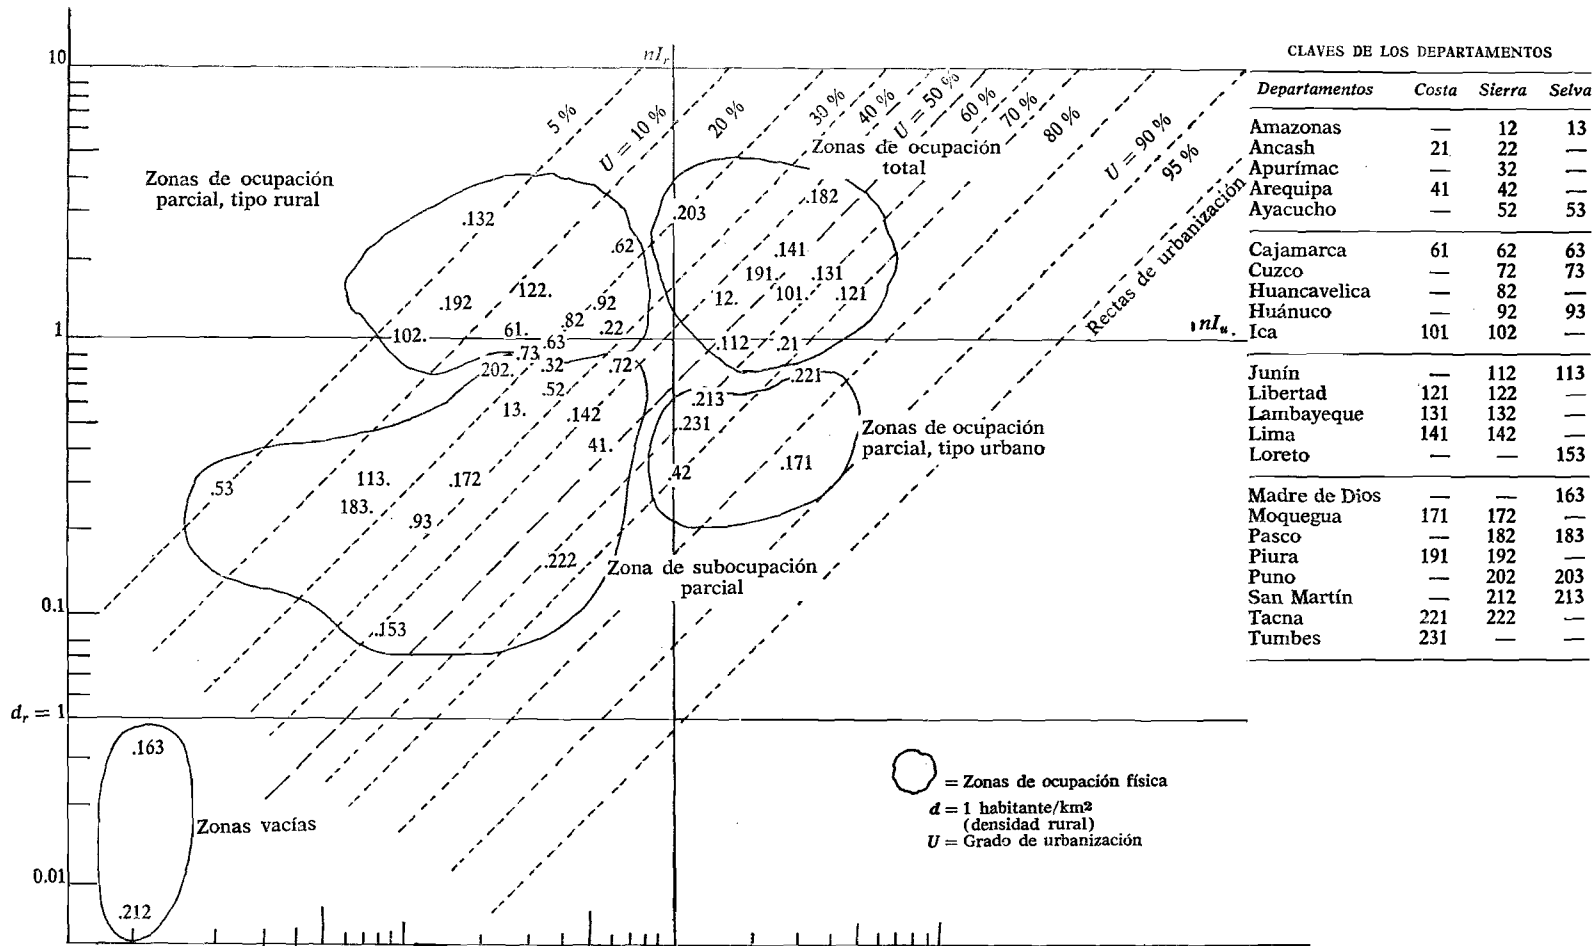 nI_r
10
5 %
U = 10 %
20 %
30 %
40 %
U = 50 %
60 %
70 %
80 %
U = 90 %
95 %
Rectas de urbanización
Zonas de ocupación
parcial, tipo rural
Zonas de ocupación
total
.132
.62
.203
.182
.141
191.
.131
12.
101.
.121
.192
122.
.92
.82
.22
102.
61.
.63
.112
.21
1
nI_u.
.73
202.
.32
.72
.52
13.
.142
41.
.221
.213
.231
.42
.171
Zonas de ocupación
parcial, tipo urbano
.53
113.
183.
.172
.93
.222
Zona de subocupación
parcial
0.1
.153
d_r = 1
.163
Zonas vacías
0.01
.212
= Zonas de ocupación física
d = 1 habitante/km²
(densidad rural)
U = Grado de urbanización
CLAVES DE LOS DEPARTAMENTOS
Departamentos Costa Sierra Selva
Amazonas — 12 13
Ancash 21 22 —
Apurímac — 32 —
Arequipa 41 42 —
Ayacucho — 52 53
Cajamarca 61 62 63
Cuzco — 72 73
Huancavelica — 82 —
Huánuco — 92 93
Ica 101 102 —
Junín — 112 113
Libertad 121 122 —
Lambayeque 131 132 —
Lima 141 142 —
Loreto — — 153
Madre de Dios — — 163
Moquegua 171 172 —
Pasco — 182 183
Piura 191 192 —
Puno — 202 203
San Martín — 212 213
Tacna 221 222 —
Tumbes 231 — —